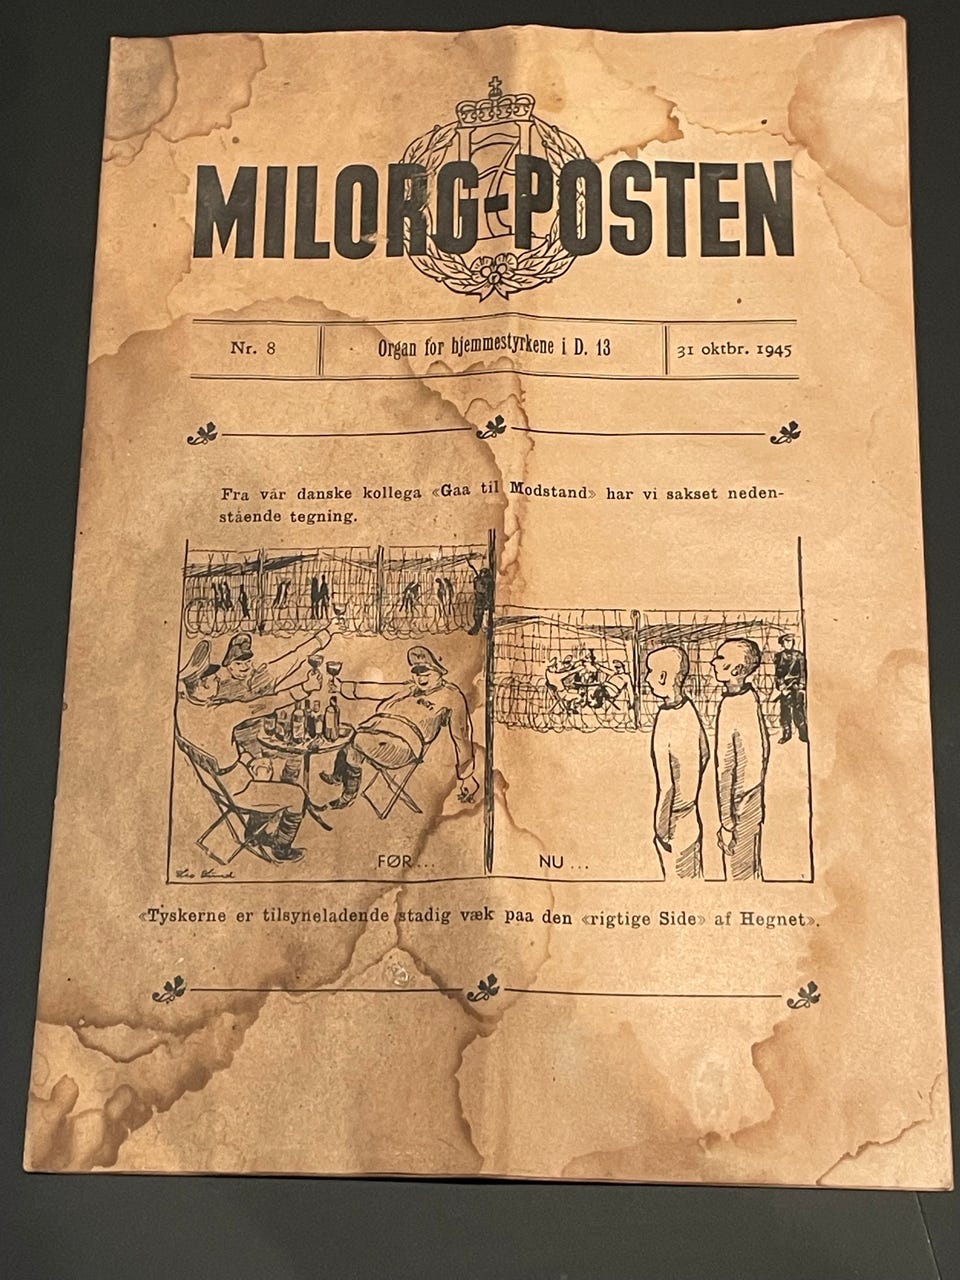 MILORG-POSTEN
Nr. 8
Organ for hjemmestyrkene i D. 13
31 oktbr. 1945
Fra vår danske kollega «Gaa til Modstand» har vi sakset neden-
stående tegning.
FØR...
NU...
«Tyskerne er tilsyneladende stadig væk paa den «rigtige Side» af Hegnet».